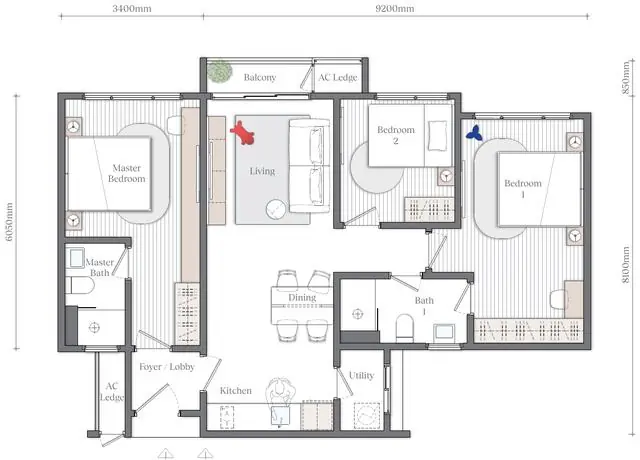 3400mm
9200mm
850mm
6050mm
8100mm
Balcony
AC Ledge
Master
Bedroom
Living
Bedroom
2
Bedroom
1
Master
Bath
Dining
Bath
1
Foyer / Lobby
Kitchen
Utility
AC
Ledge